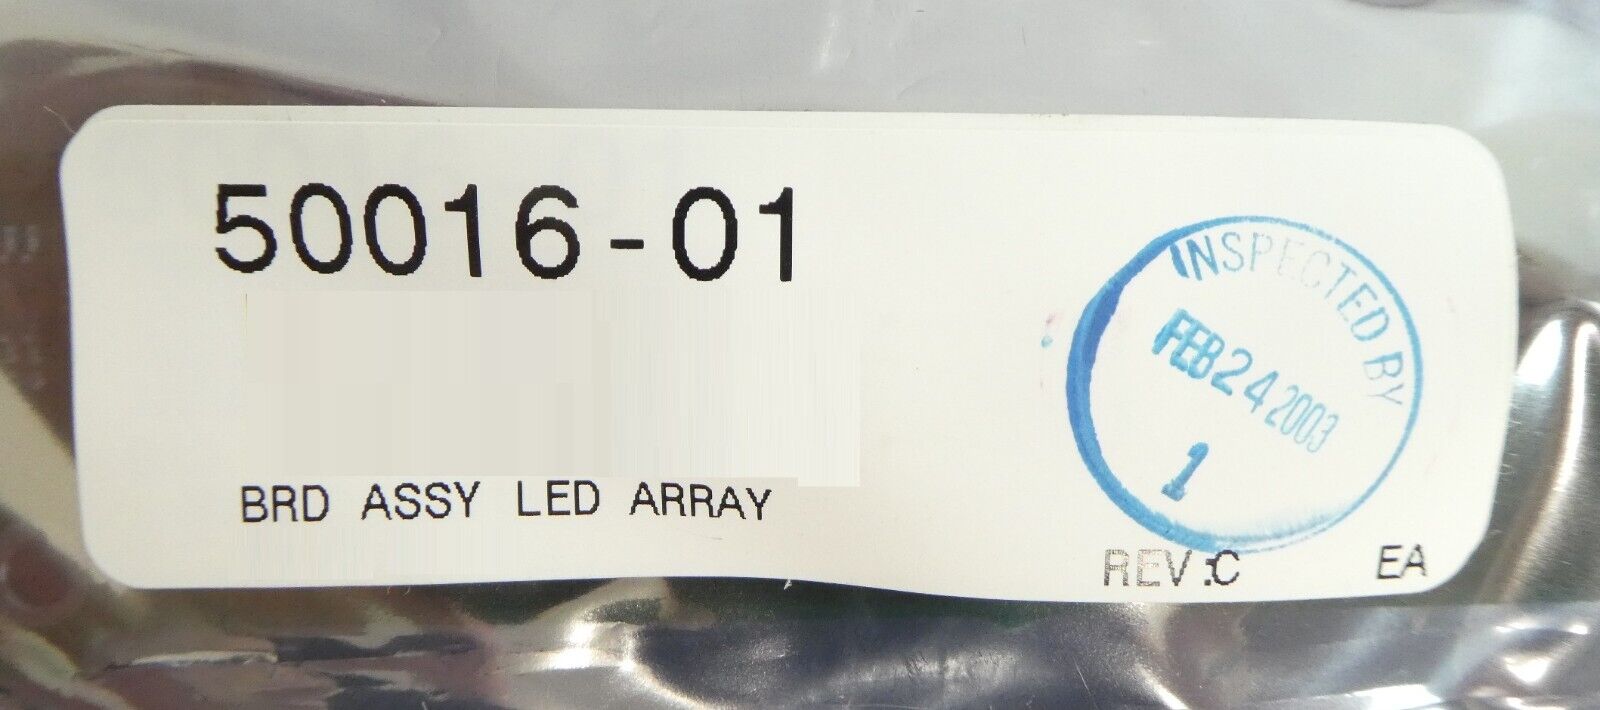 50016-01
BRD ASSY LED ARRAY
INSPECTED BY
FEB 24 2003
1
REV:C EA